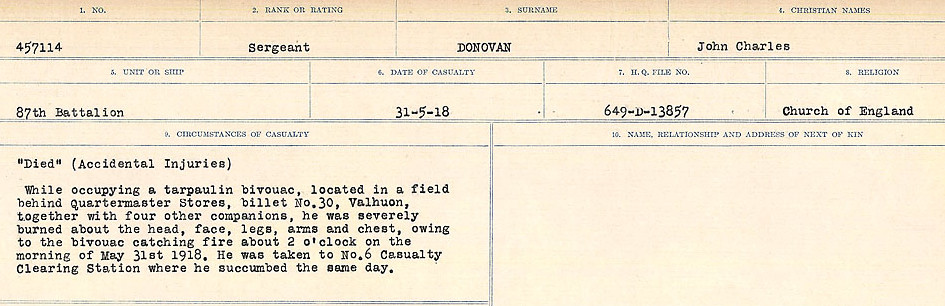 1. NO. 2. RANK OR RATING 3. SURNAME 4. CHRISTIAN NAMES
457114 Sergeant DONOVAN John Charles
5. UNIT OR SHIP 6. DATE OF CASUALTY 7. H.Q. FILE NO. 8. RELIGION
87th Battalion 31-5-18 649-D-13857 Church of England
9. CIRCUMSTANCES OF CASUALTY 10. NAME, RELATIONSHIP AND ADDRESS OF NEXT OF KIN
"Died" (Accidental Injuries)
While occupying a tarpaulin bivouac, located in a field
behind Quartermaster Stores, billet No.30, Valhuon,
together with four other companions, he was severely
burned about the head, face, legs, arms and chest, owing
to the bivouac catching fire about 2 o'clock on the
morning of May 31st 1918. He was taken to No.6 Casualty
Clearing Station where he succumbed the same day.